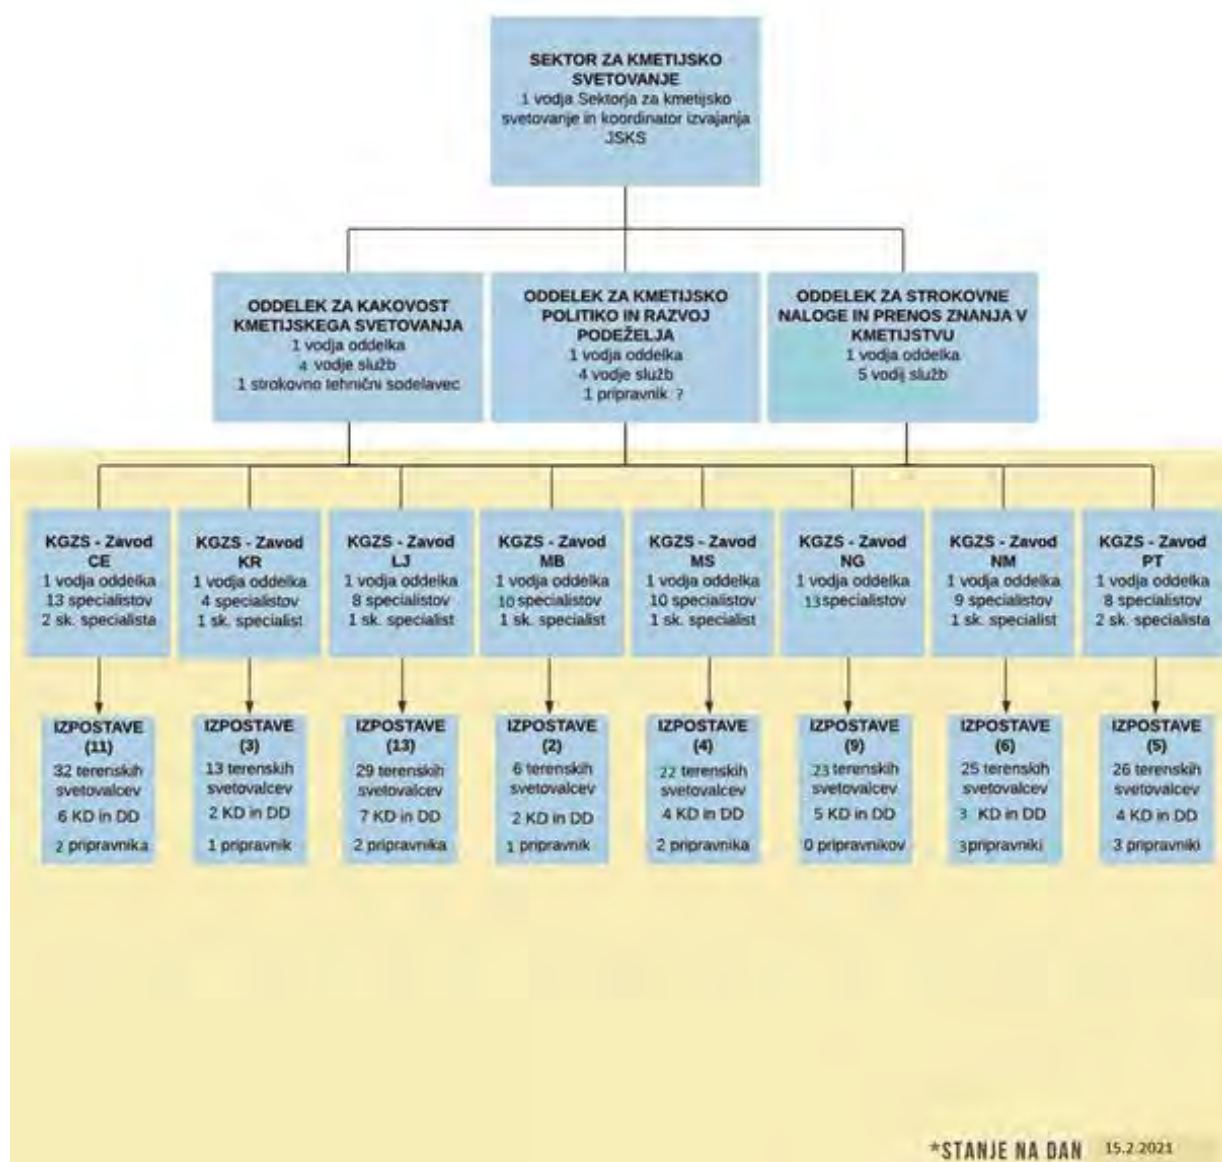 SEKTOR ZA KMETIJSKO
SVETOVANJE
1 vodja Sektorja za kmetijsko
svetovanje in koordinator izvajanja
JSKS
ODDELEK ZA KAKOVOST
KMETIJSKEGA SVETOVANJA
1 vodja oddelka
4 vodje služb
1 strokovno tehnični sodelavec
ODDELEK ZA KMETIJSKO
POLITIKO IN RAZVOJ
PODEŽELJA
1 vodja oddelka
4 vodje služb
1 pripravnik ?
ODDELEK ZA STROKOVNE
NALOGE IN PRENOS ZNANJA V
KMETIJSTVU
1 vodja oddelka
5 vodij služb
KGZS - Zavod
CE
1 vodja oddelka
13 specialistov
2 sk. specialista
KGZS - Zavod
KR
1 vodja oddelka
4 specialistov
1 sk. specialist
KGZS - Zavod
LJ
1 vodja oddelka
8 specialistov
1 sk. specialist
KGZS - Zavod
MB
1 vodja oddelka
10 specialistov
1 sk. specialist
KGZS - Zavod
MS
1 vodja oddelka
10 specialistov
1 sk. specialist
KGZS - Zavod
NG
1 vodja oddelka
13 specialistov
KGZS - Zavod
NM
1 vodja oddelka
9 specialistov
1 sk. specialist
KGZS - Zavod
PT
1 vodja oddelka
8 specialistov
2 sk. specialista
IZPOSTAVE
(11)
32 terenskih
svetovalcev
6 KD in DD
2 pripravnika
IZPOSTAVE
(3)
13 terenskih
svetovalcev
2 KD in DD
1 pripravnik
IZPOSTAVE
(13)
29 terenskih
svetovalcev
7 KD in DD
2 pripravnika
IZPOSTAVE
(2)
6 terenskih
svetovalcev
2 KD in DD
1 pripravnik
IZPOSTAVE
(4)
22 terenskih
svetovalcev
4 KD in DD
2 pripravnika
IZPOSTAVE
(9)
23 terenskih
svetovalcev
5 KD in DD
0 pripravnikov
IZPOSTAVE
(6)
25 terenskih
svetovalcev
3 KD in DD
3 pripravniki
IZPOSTAVE
(5)
26 terenskih
svetovalcev
4 KD in DD
3 pripravniki
*STANJE NA DAN 15.2.2021